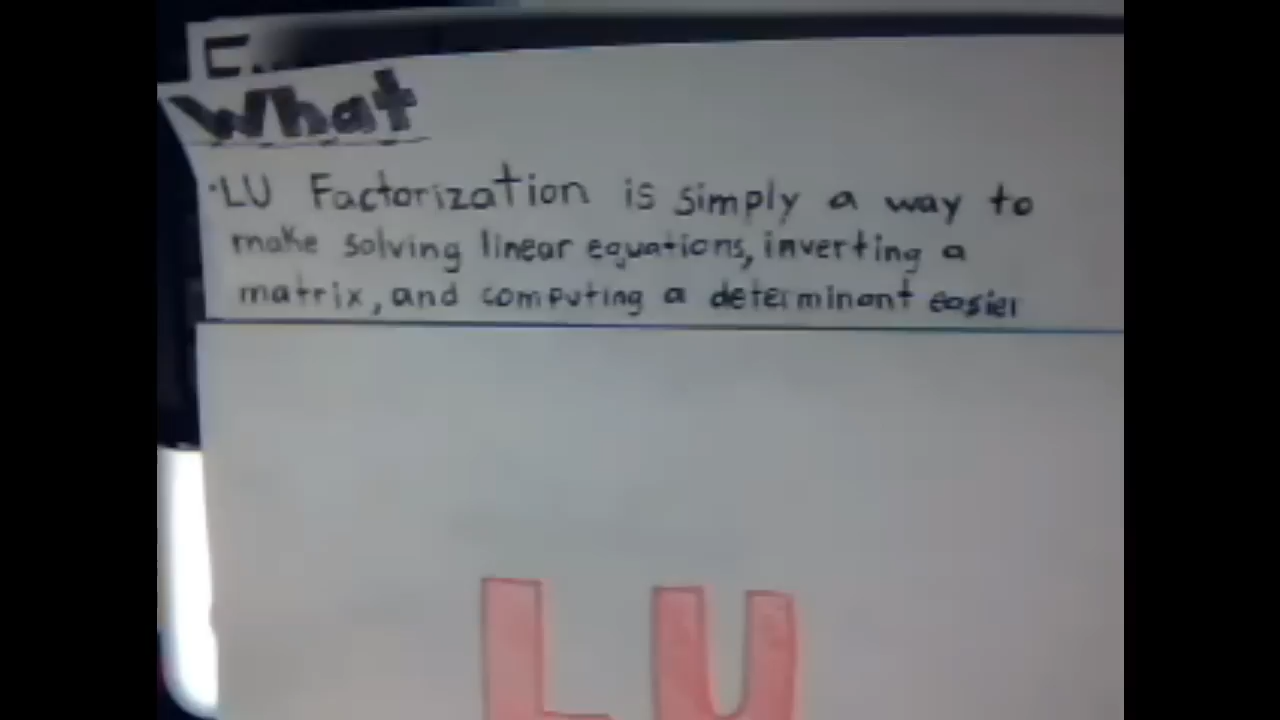 What
·LU Factorization is simply a way to
make solving linear equations, inverting a
matrix, and computing a determinant easier
LU